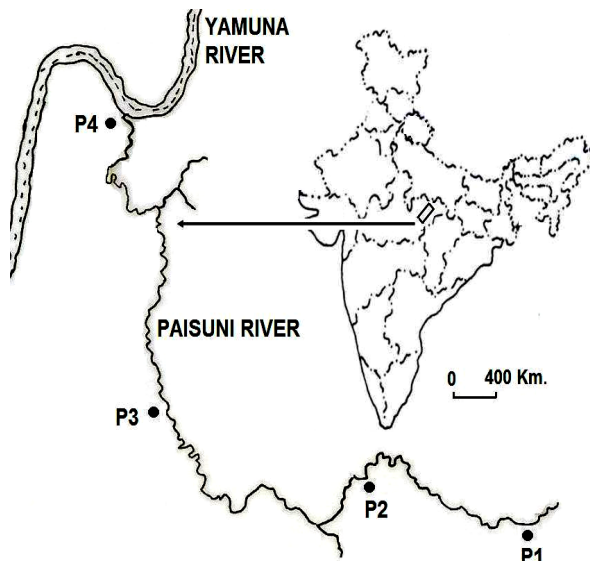 YAMUNA
RIVER
P4
PAISUNI RIVER
0 400 Km.
P3
P2
P1